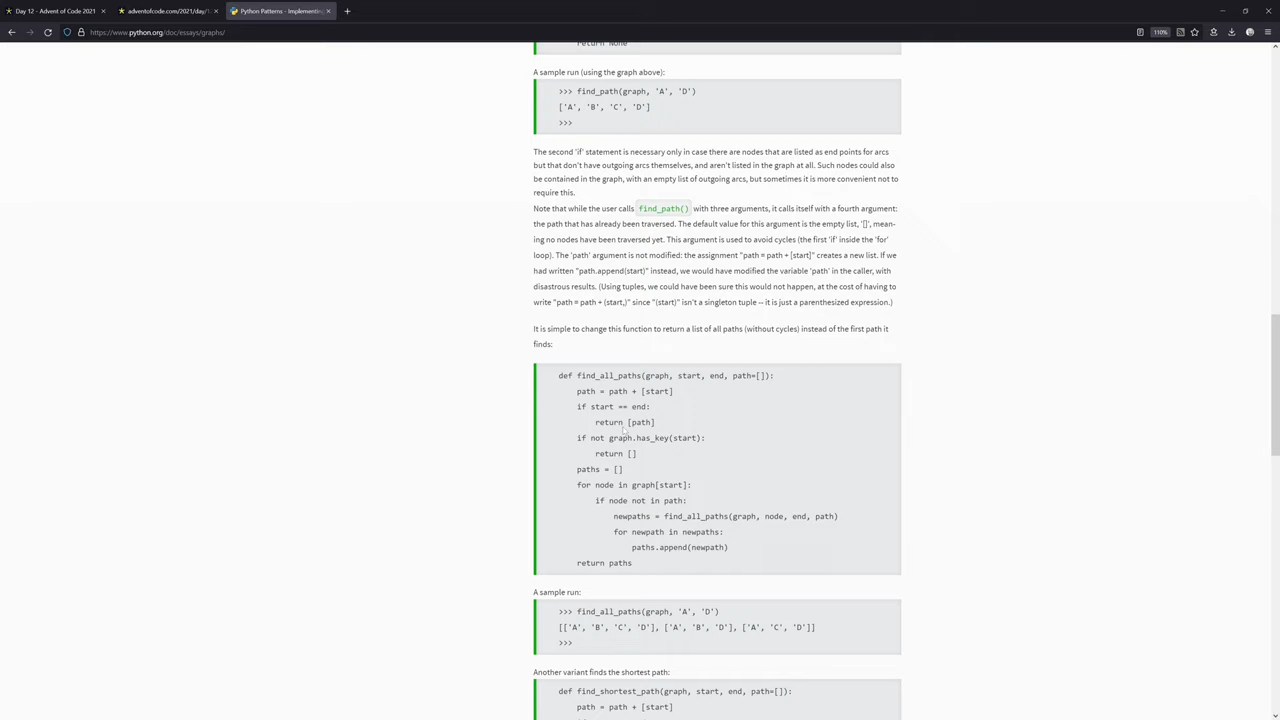 Day 12 - Advent of Code 2021
adventofcode.com/2021/day/1
Python Patterns - Implementing
https://www.python.org/doc/essays/graphs/
110%
return None
A sample run (using the graph above):
>>> find_path(graph, 'A', 'D')
['A', 'B', 'C', 'D']
>>>
The second 'if' statement is necessary only in case there are nodes that are listed as end points for arcs
but that don't have outgoing arcs themselves, and aren't listed in the graph at all. Such nodes could also
be contained in the graph, with an empty list of outgoing arcs, but sometimes it is more convenient not to
require this.
Note that while the user calls find_path() with three arguments, it calls itself with a fourth argument:
the path that has already been traversed. The default value for this argument is the empty list, '[]', mean-
ing no nodes have been traversed yet. This argument is used to avoid cycles (the first 'if' inside the 'for'
loop). The 'path' argument is not modified: the assignment "path = path + [start]" creates a new list. If we
had written "path.append(start)" instead, we would have modified the variable 'path' in the caller, with
disastrous results. (Using tuples, we could have been sure this would not happen, at the cost of having to
write "path = path + (start,)" since "(start)" isn't a singleton tuple -- it is just a parenthesized expression.)
It is simple to change this function to return a list of all paths (without cycles) instead of the first path it
finds:
def find_all_paths(graph, start, end, path=[]):
path = path + [start]
if start == end:
return [path]
if not graph.has_key(start):
return []
paths = []
for node in graph[start]:
if node not in path:
newpaths = find_all_paths(graph, node, end, path)
for newpath in newpaths:
paths.append(newpath)
return paths
A sample run:
>>> find_all_paths(graph, 'A', 'D')
[['A', 'B', 'C', 'D'], ['A', 'B', 'D'], ['A', 'C', 'D']]
>>>
Another variant finds the shortest path:
def find_shortest_path(graph, start, end, path=[]):
path = path + [start]